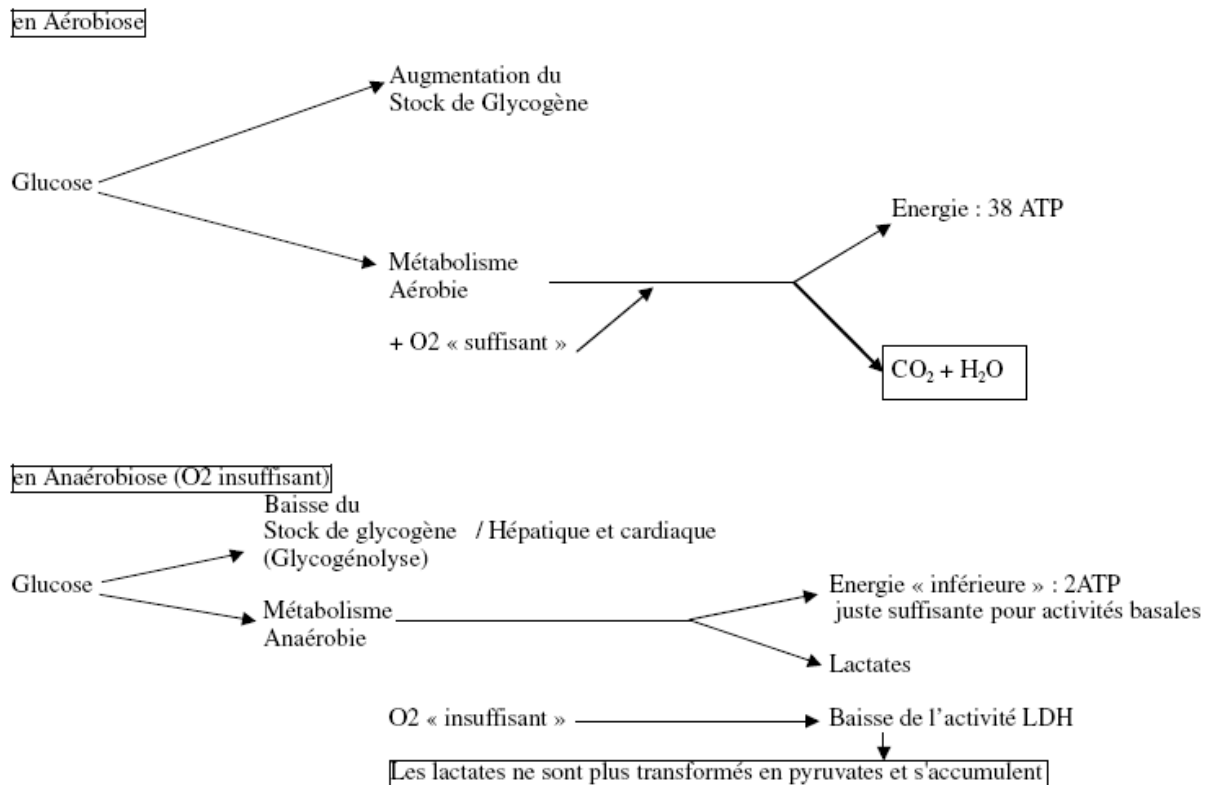 en Aérobiose
Augmentation du
Stock de Glycogène
Glucose
Energie : 38 ATP
Métabolisme
Aérobie
+ O2 « suffisant »
CO₂ + H₂O
en Anaérobiose (O2 insuffisant)
Baisse du
Stock de glycogène / Hépatique et cardiaque
(Glycogénolyse)
Glucose
Energie « inférieure » : 2ATP
juste suffisante pour activités basales
Métabolisme
Anaérobie
Lactates
O2 « insuffisant »
Baisse de l'activité LDH
Les lactates ne sont plus transformés en pyruvates et s'accumulent